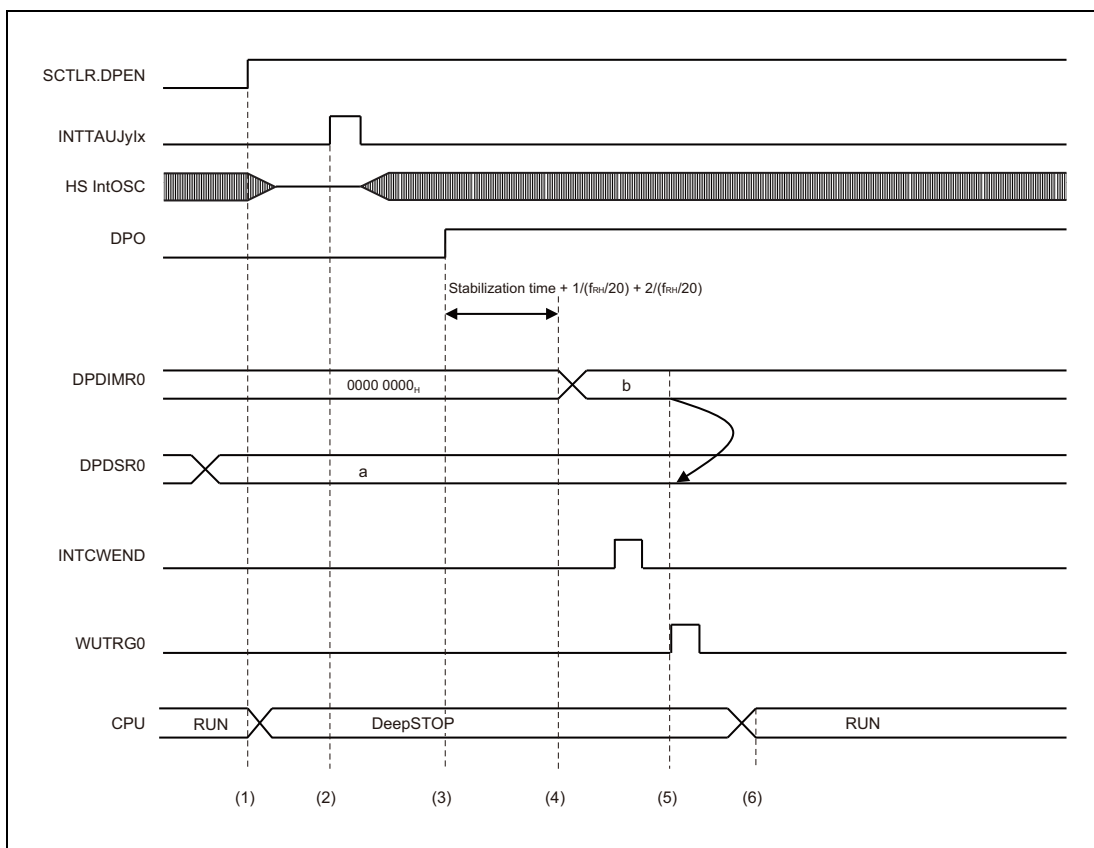 SCTLR.DPEN
INTTAUJyIx
HS IntOSC
DPO
Stabilization time + 1/(fRH/20) + 2/(fRH/20)
DPDIMR0
0000 0000H
b
DPDSR0
a
INTCWEND
WUTRG0
CPU
RUN
DeepSTOP
RUN
(1)
(2)
(3)
(4)
(5)
(6)